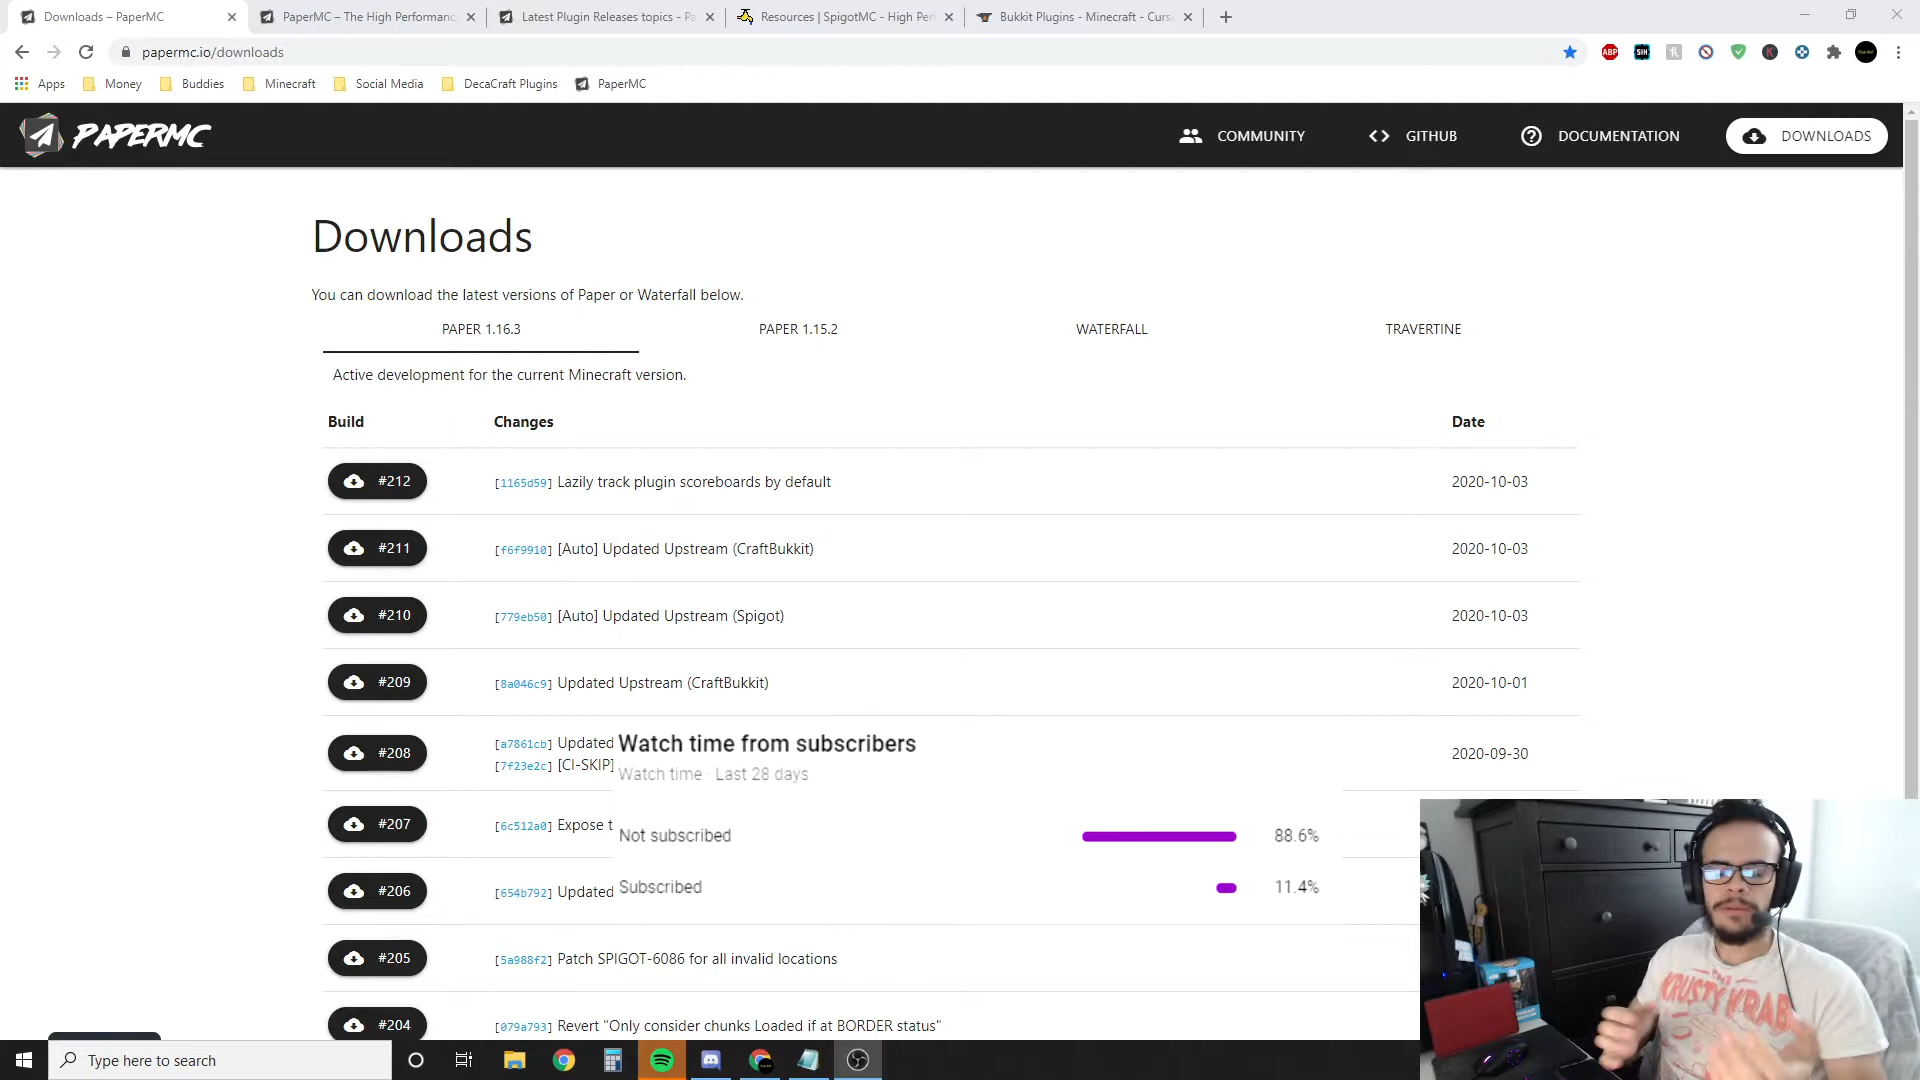 Downloads – PaperMC
PaperMC – The High Performanc
Latest Plugin Releases topics - Pa
Resources | SpigotMC - High Per
Bukkit Plugins - Minecraft - Curs
papermc.io/downloads
ABP
Apps
Money
Buddies
Minecraft
Social Media
DecaCraft Plugins
PaperMC
PAPERMC
COMMUNITY
GITHUB
DOCUMENTATION
DOWNLOADS
Downloads
You can download the latest versions of Paper or Waterfall below.
PAPER 1.16.3
PAPER 1.15.2
WATERFALL
TRAVERTINE
Active development for the current Minecraft version.
Build
Changes
Date
#212
[1165d59] Lazily track plugin scoreboards by default
2020-10-03
#211
[f6f9910] [Auto] Updated Upstream (CraftBukkit)
2020-10-03
#210
[779eb50] [Auto] Updated Upstream (Spigot)
2020-10-03
#209
[8a046c9] Updated Upstream (CraftBukkit)
2020-10-01
#208
[a7861cb] Updated
[7f23e2c] [CI-SKIP]
2020-09-30
Watch time from subscribers
Watch time · Last 28 days
#207
[6c512a0] Expose t
Not subscribed
88.6%
#206
[654b792] Updated
Subscribed
11.4%
#205
[5a988f2] Patch SPIGOT-6086 for all invalid locations
#204
[079a793] Revert "Only consider chunks Loaded if at BORDER status"
Type here to search
KRUSTY KRAB